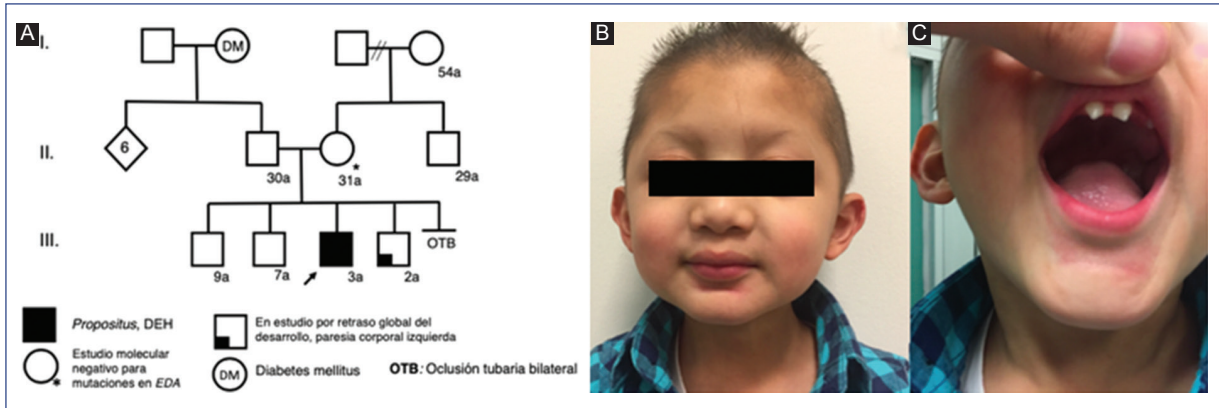 A
B
C
I.
DM
54a
II.
6
30a
31a
*
29a
III.
9a
7a
3a
2a
OTB
Propositus, DEH
En estudio por retraso global del
desarrollo, paresia corporal izquierda
Estudio molecular
negativo para
mutaciones en EDA
*
DM
Diabetes mellitus
OTB: Oclusión tubaria bilateral